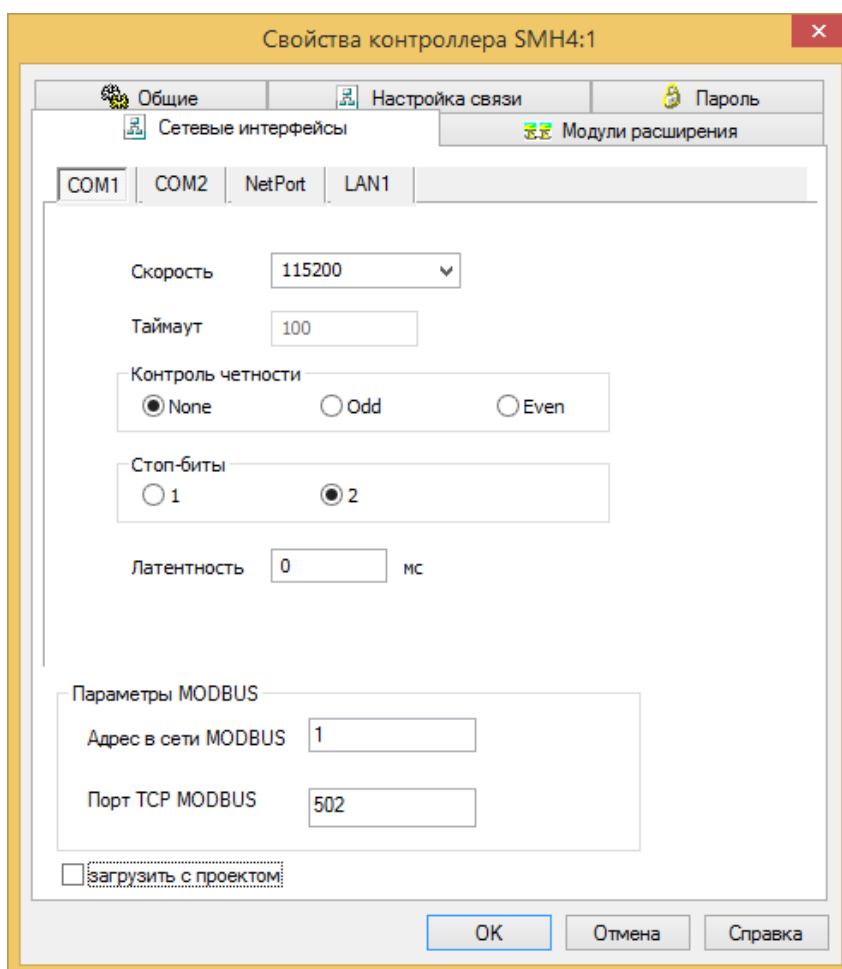 Свойства контроллера SMH4:1
Общие Настройка связи Пароль
Сетевые интерфейсы Модули расширения
COM1 COM2 NetPort LAN1
Скорость 115200
Таймаут 100
Контроль четности
None Odd Even
Стоп-биты
1 2
Латентность 0 мс
Параметры MODBUS
Адрес в сети MODBUS 1
Порт TCP MODBUS 502
загрузить с проектом
OK Отмена Справка